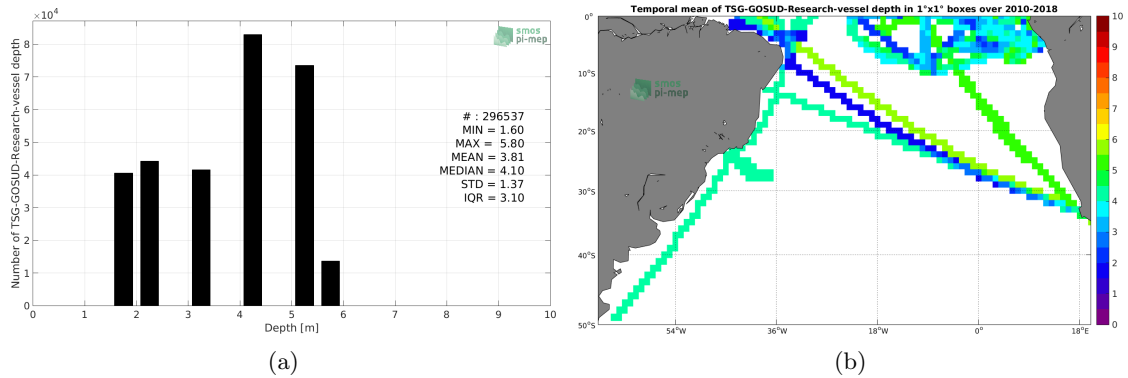 ×10⁴
8
7
6
5
4
3
2
1
0
Number of TSG-GOSUD-Research-vessel depth
smos
pi-mep
# : 296537
MIN = 1.60
MAX = 5.80
MEAN = 3.81
MEDIAN = 4.10
STD = 1.37
IQR = 3.10
0 1 2 3 4 5 6 7 8 9 10
Depth [m]
(a)
Temporal mean of TSG-GOSUD-Research-vessel depth in 1°x1° boxes over 2010-2018
0°
10°S
20°S
30°S
40°S
50°S
smos
pi-mep
54°W 36°W 18°W 0° 18°E
10
9
8
7
6
5
4
3
2
1
0
(b)